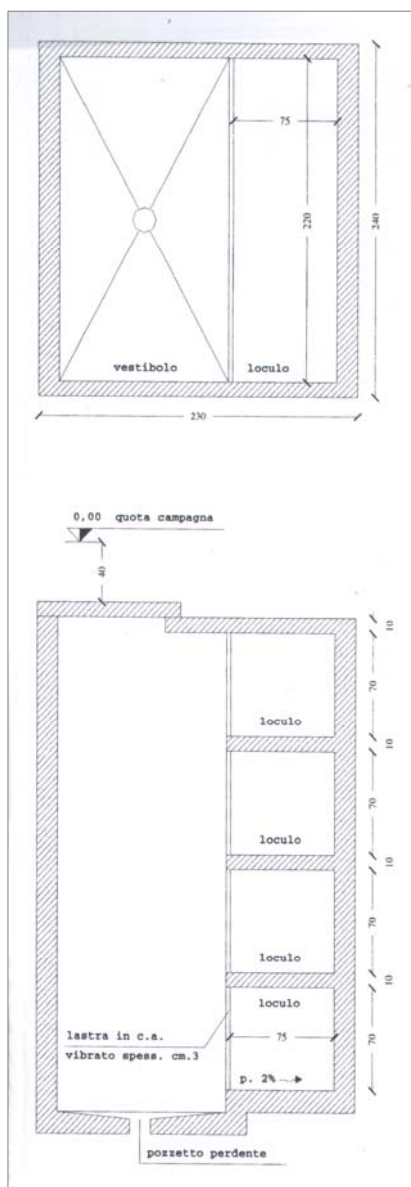 75
220
240
vestibolo
loculo
230
0,00 quota campagna
40
10
70
loculo
10
70
loculo
10
70
loculo
10
loculo
lastra in c.a.
75
70
vibrato spess. cm.3
p. 2%
pozzetto perdente